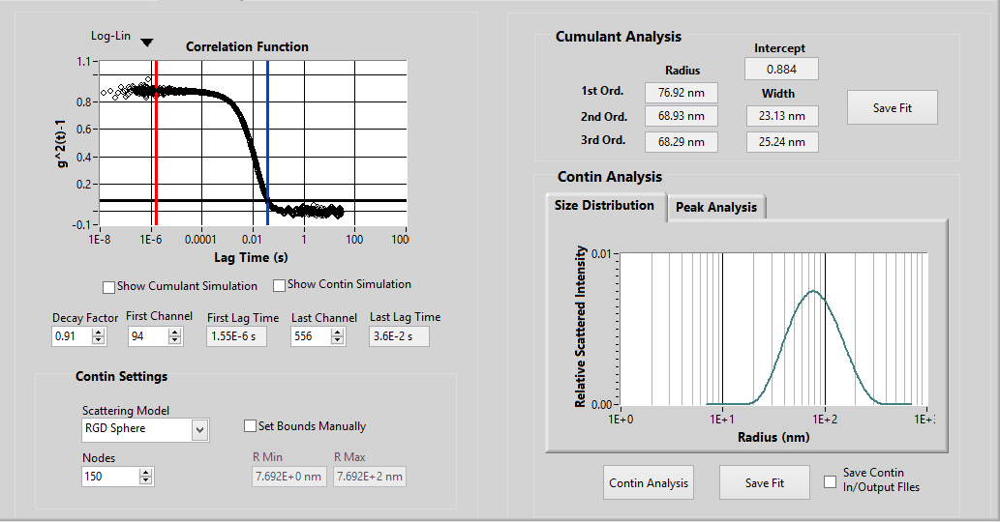 Log-Lin
Correlation Function
1.1
0.8
0.6
0.4
0.2
-0.1
g^2(t)-1
1E-8 1E-6 0.0001 0.01 1 100 1000
Lag Time (s)
Show Cumulant Simulation Show Contin Simulation
Decay Factor First Channel First Lag Time Last Channel Last Lag Time
0.91 94 1.55E-6 s 556 3.6E-2 s
Contin Settings
Scattering Model
RGD Sphere
Set Bounds Manually
Nodes R Min R Max
150 7.692E+0 nm 7.692E+2 nm
Cumulant Analysis
Intercept
0.884
Radius
Width
1st Ord. 76.92 nm
2nd Ord. 68.93 nm 23.13 nm
3rd Ord. 68.29 nm 25.24 nm
Save Fit
Contin Analysis
Size Distribution Peak Analysis
Relative Scattered Intensity
0.01
0.00
1E+0 1E+1 1E+2
Radius (nm)
Contin Analysis Save Fit
Save Contin
In/Output FIles